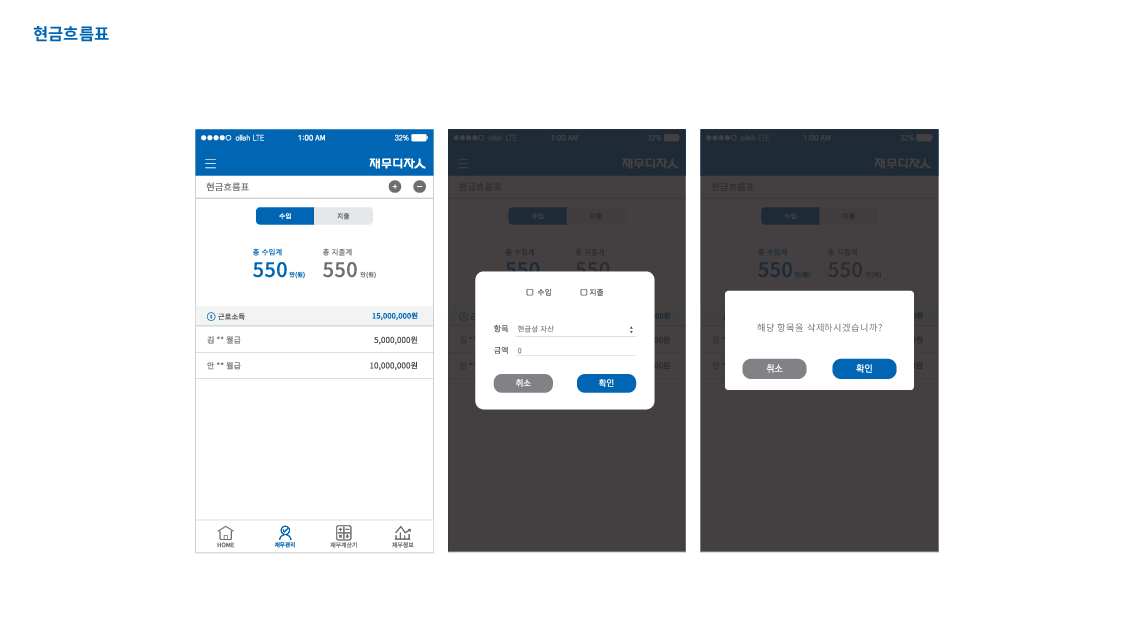 현금흐름표
olleh LTE 1:00 AM 32%
재무디자人
현금흐름표
수입 지출
총 수입계 총 지출계
550 만(원) 550 만(원)
근로소득 15,000,000원
김 ** 월급 5,000,000원
안 ** 월급 10,000,000원
HOME 재무관리 재무계산기 재무정보
olleh LTE 1:00 AM 32%
재무디자人
현금흐름표
수입 지출
총 수입계 총 지출계
550 550
수입 지출
항목 현금성 자산
금액 0
취소 확인
olleh LTE 1:00 AM 32%
재무디자人
현금흐름표
수입 지출
총 수입계 총 지출계
550 만(원) 550 만(원)
해당 항목을 삭제하시겠습니까?
취소 확인